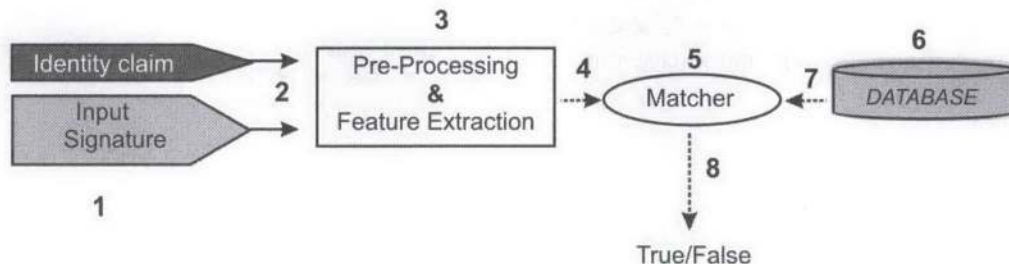 3
6
Identity claim
Pre-Processing
&
Feature Extraction
2
4
5
7
Matcher
DATABASE
Input
Signature
1
8
True/False